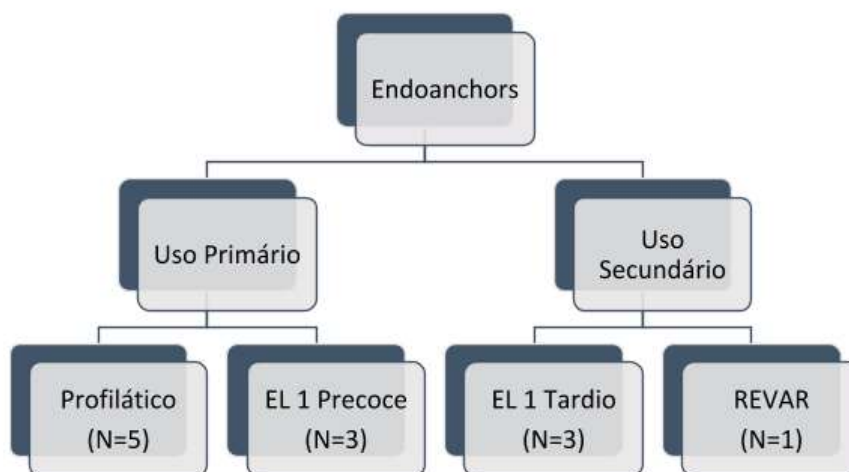 Endoanchors
Uso Primário
Uso
Secundário
Profilático
(N=5)
EL 1 Precoce
(N=3)
EL 1 Tardio
(N=3)
REVAR
(N=1)